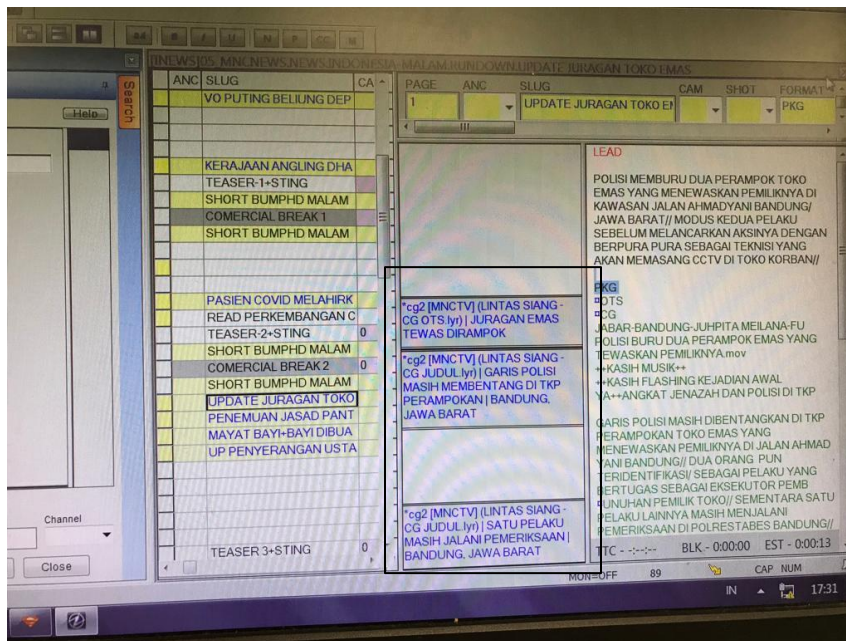 [INEWS]05. MNC.NEWS.NEWS.INDONESIA-MALAM.RUNDOWN.UPDATE JURAGAN TOKO EMAS
Search
Help
Channel
Close
ANC SLUG CA
VO PUTING BELIUNG DEP
KERAJAAN ANGLING DHA
TEASER-1+STING
SHORT BUMPHD MALAM
COMERCIAL BREAK 1
SHORT BUMPHD MALAM
PASIEN COVID MELAHIRK
READ PERKEMBANGAN C
TEASER-2+STING 0
SHORT BUMPHD MALAM
COMERCIAL BREAK 2 0
SHORT BUMPHD MALAM
UPDATE JURAGAN TOKO
PENEMUAN JASAD PANT
MAYAT BAYI+BAYI DIBUA
UP PENYERANGAN USTA
TEASER 3+STING 0
PAGE ANC SLUG CAM SHOT FORMAT
1 UPDATE JURAGAN TOKO EM PKG
*cg2 [MNCTV] (LINTAS SIANG -
CG OTS.lyr) | JURAGAN EMAS
TEWAS DIRAMPOK
*cg2 [MNCTV] (LINTAS SIANG -
CG JUDUL.lyr) | GARIS POLISI
MASIH MEMBENTANG DI TKP
PERAMPOKAN | BANDUNG,
JAWA BARAT
*cg2 [MNCTV] (LINTAS SIANG -
CG JUDUL.lyr) | SATU PELAKU
MASIH JALANI PEMERIKSAAN |
BANDUNG, JAWA BARAT
LEAD
POLISI MEMBURU DUA PERAMPOK TOKO
EMAS YANG MENEWASKAN PEMILIKNYA DI
KAWASAN JALAN AHMADYANI BANDUNG/
JAWA BARAT// MODUS KEDUA PELAKU
SEBELUM MELANCARKAN AKSINYA DENGAN
BERPURA PURA SEBAGAI TEKNISI YANG
AKAN MEMASANG CCTV DI TOKO KORBAN//
PKG
OTS
CG
JABAR-BANDUNG-JUHPITA MEILANA-FU
POLISI BURU DUA PERAMPOK EMAS YANG
TEWASKAN PEMILIKNYA.mov
++KASIH MUSIK++
++KASIH FLASHING KEJADIAN AWAL
YA++ANGKAT JENAZAH DAN POLISI DI TKP
GARIS POLISI MASIH DIBENTANGKAN DI TKP
PERAMPOKAN TOKO EMAS YANG
MENEWASKAN PEMILIKNYA DI JALAN AHMAD
YANI BANDUNG// DUA ORANG PUN
TERIDENTIFIKASI/ SEBAGAI PELAKU YANG
BERTUGAS SEBAGAI EKSEKUTOR PEMB
UNUHAN PEMILIK TOKO// SEMENTARA SATU
PELAKU LAINNYA MASIH MENJALANI
PEMERIKSAAN DI POLRESTABES BANDUNG//
TTC - -:--:-- BLK - 0:00:00 EST - 0:00:13
MON=OFF 89 CAP NUM
IN 17:31